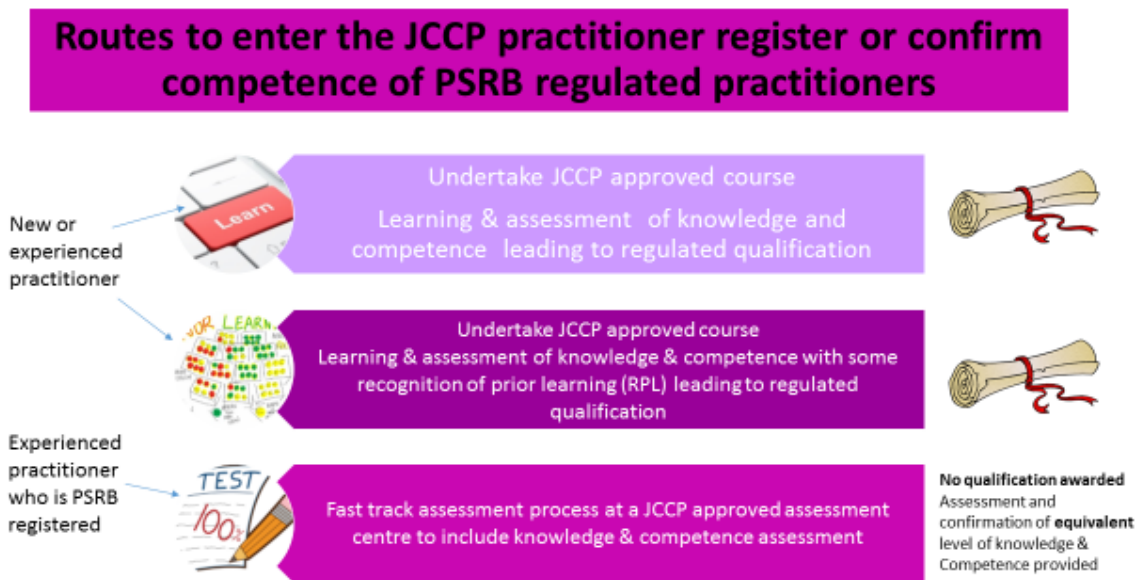 Routes to enter the JCCP practitioner register or confirm
competence of PSRB regulated practitioners
New or
experienced
practitioner
Learn
Undertake JCCP approved course
Learning & assessment of knowledge and
competence leading to regulated qualification
LEARN
Undertake JCCP approved course
Learning & assessment of knowledge & competence with some
recognition of prior learning (RPL) leading to regulated
qualification
Experienced
practitioner
who is PSRB
registered
TEST
100%
Fast track assessment process at a JCCP approved assessment
centre to include knowledge & competence assessment
No qualification awarded
Assessment and
confirmation of equivalent
level of knowledge &
Competence provided